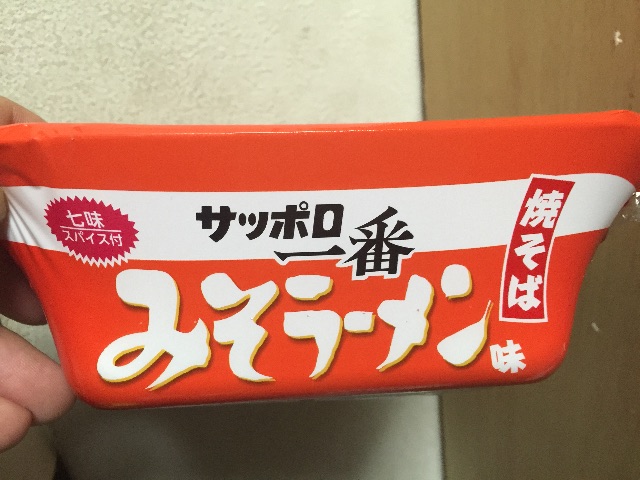 七味
スパイス付
サッポロ
一番
みそラーメン
味
焼そば